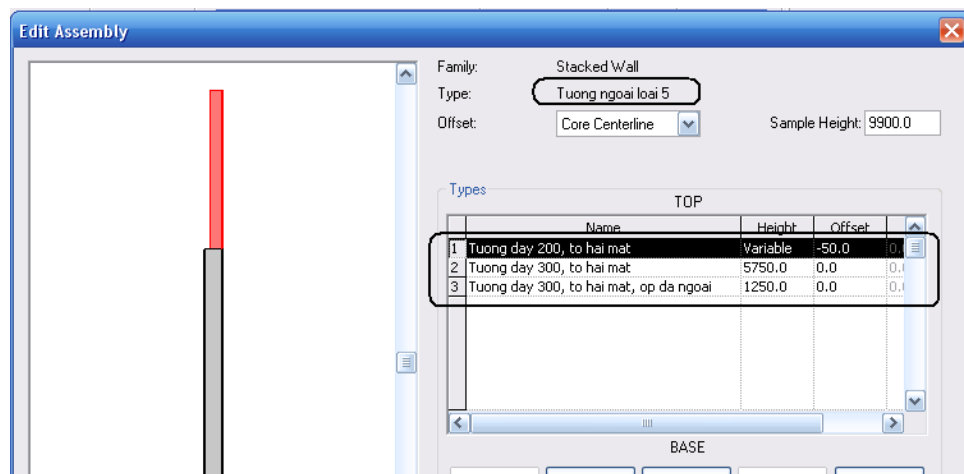 Edit Assembly
Family: Stacked Wall
Type: Tuong ngoai loai 5
Offset: Core Centerline Sample Height: 9900.0
Types
TOP
Name Height Offset
1 Tuong day 200, to hai mat Variable -50.0
2 Tuong day 300, to hai mat 5750.0 0.0
3 Tuong day 300, to hai mat, op da ngoai 1250.0 0.0
BASE